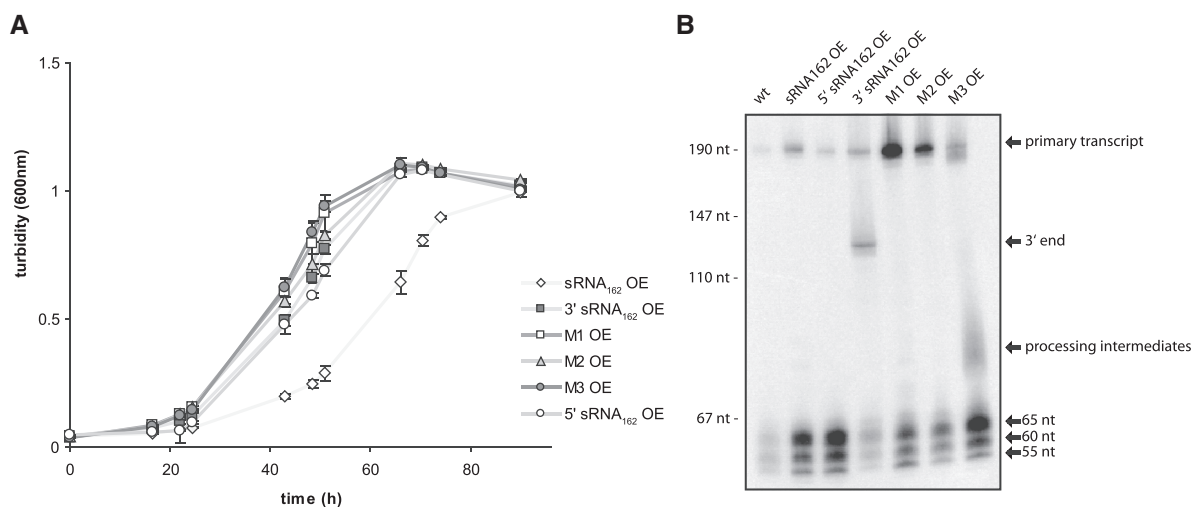 A
1.5
1
0.5
0
turbidity (600nm)
0
20
40
60
80
time (h)
sRNA162 OE
3' sRNA162 OE
M1 OE
M2 OE
M3 OE
5' sRNA162 OE
B
wt
sRNA162 OE
5' sRNA162 OE
3' sRNA162 OE
M1 OE
M2 OE
M3 OE
190 nt -
147 nt -
110 nt -
67 nt -
primary transcript
3' end
processing intermediates
65 nt
60 nt
55 nt